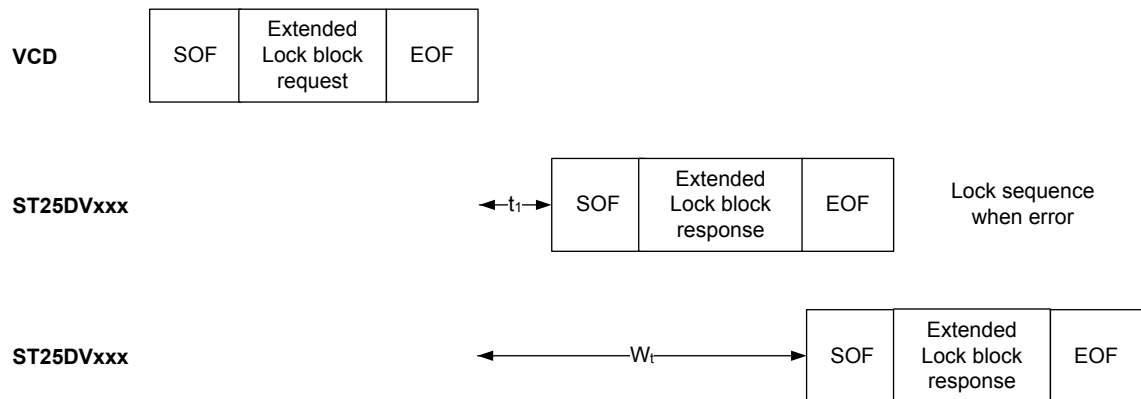 VCD
SOF
Extended
Lock block
request
EOF
ST25DVxxx
t1
SOF
Extended
Lock block
response
EOF
Lock sequence
when error
ST25DVxxx
Wt
SOF
Extended
Lock block
response
EOF